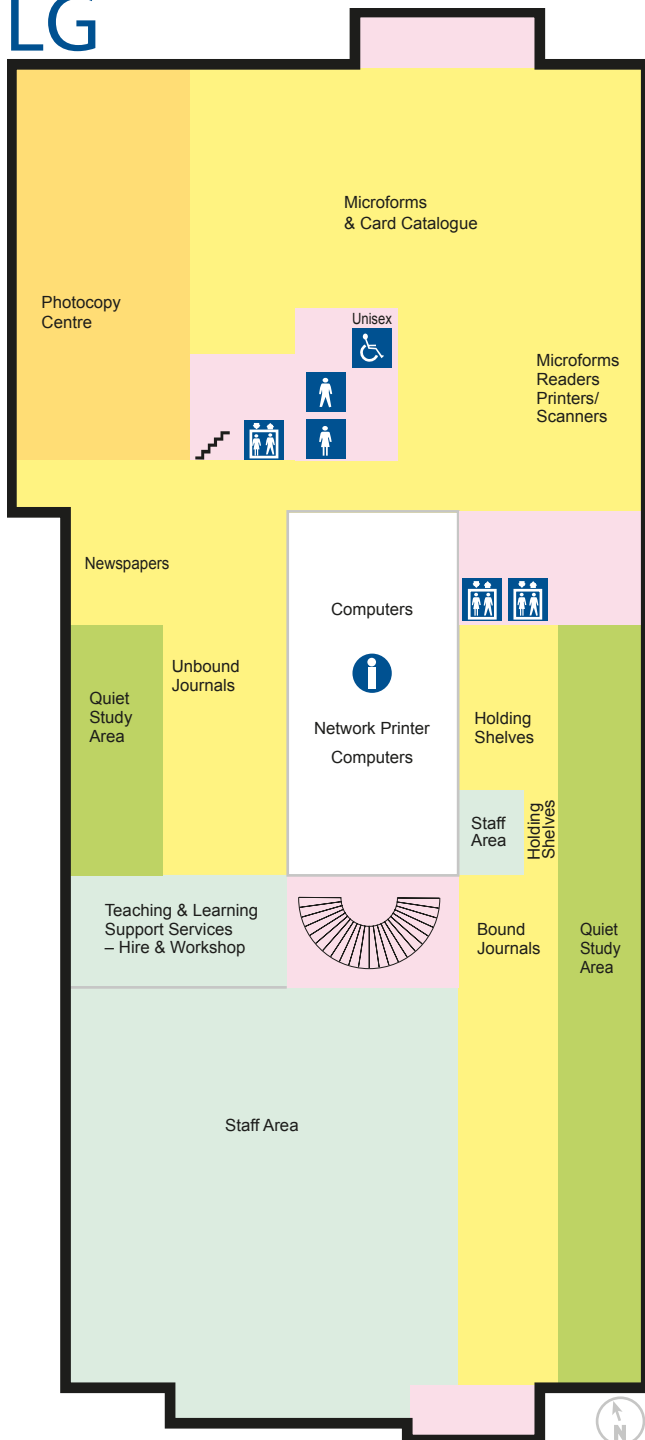 LG
Microforms
& Card Catalogue
Photocopy
Centre
Unisex
Microforms
Readers
Printers/
Scanners
Newspapers
Computers
Unbound
Journals
Quiet
Study
Area
Network Printer
Computers
Holding
Shelves
Staff
Area
Holding
Shelves
Teaching & Learning
Support Services
– Hire & Workshop
Bound
Journals
Quiet
Study
Area
Staff Area
N